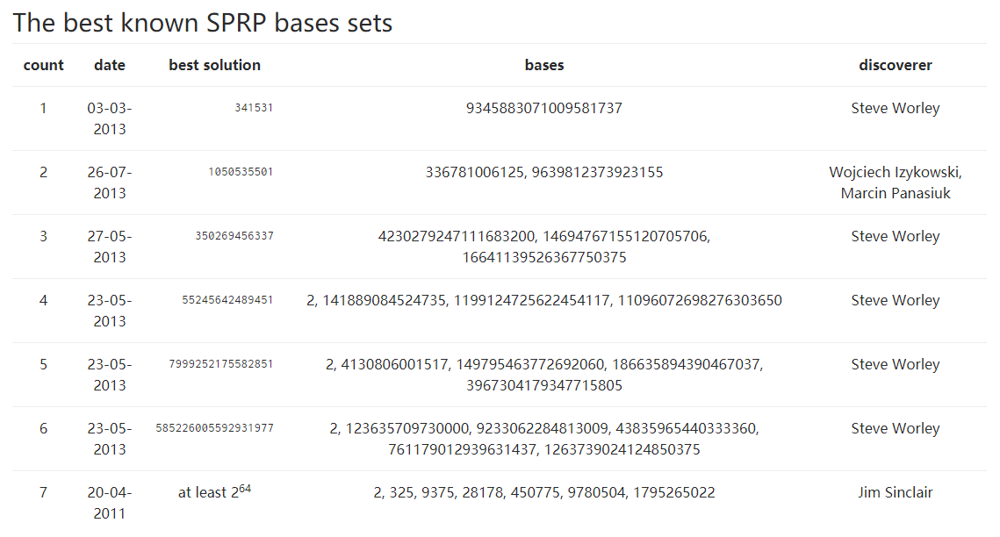 The best known SPRP bases sets
count date best solution bases discoverer
1 03-03- 341531 9345883071009581737 Steve Worley
2013
2 26-07- 1050535501 336781006125, 9639812373923155 Wojciech Izykowski,
2013 Marcin Panasiuk
3 27-05- 350269456337 4230279247111683200, 14694767155120705706, Steve Worley
2013 16641139526367750375
4 23-05- 55245642489451 2, 141889084524735, 1199124725622454117, 11096072698276303650 Steve Worley
2013
5 23-05- 7999252175582851 2, 4130806001517, 149795463772692060, 186635894390467037, Steve Worley
2013 3967304179347715805
6 23-05- 585226005592931977 2, 123635709730000, 9233062284813009, 43835965440333360, Steve Worley
2013 761179012939631437, 1263739024124850375
7 20-04- at least 2⁶⁴ 2, 325, 9375, 28178, 450775, 9780504, 1795265022 Jim Sinclair
2011